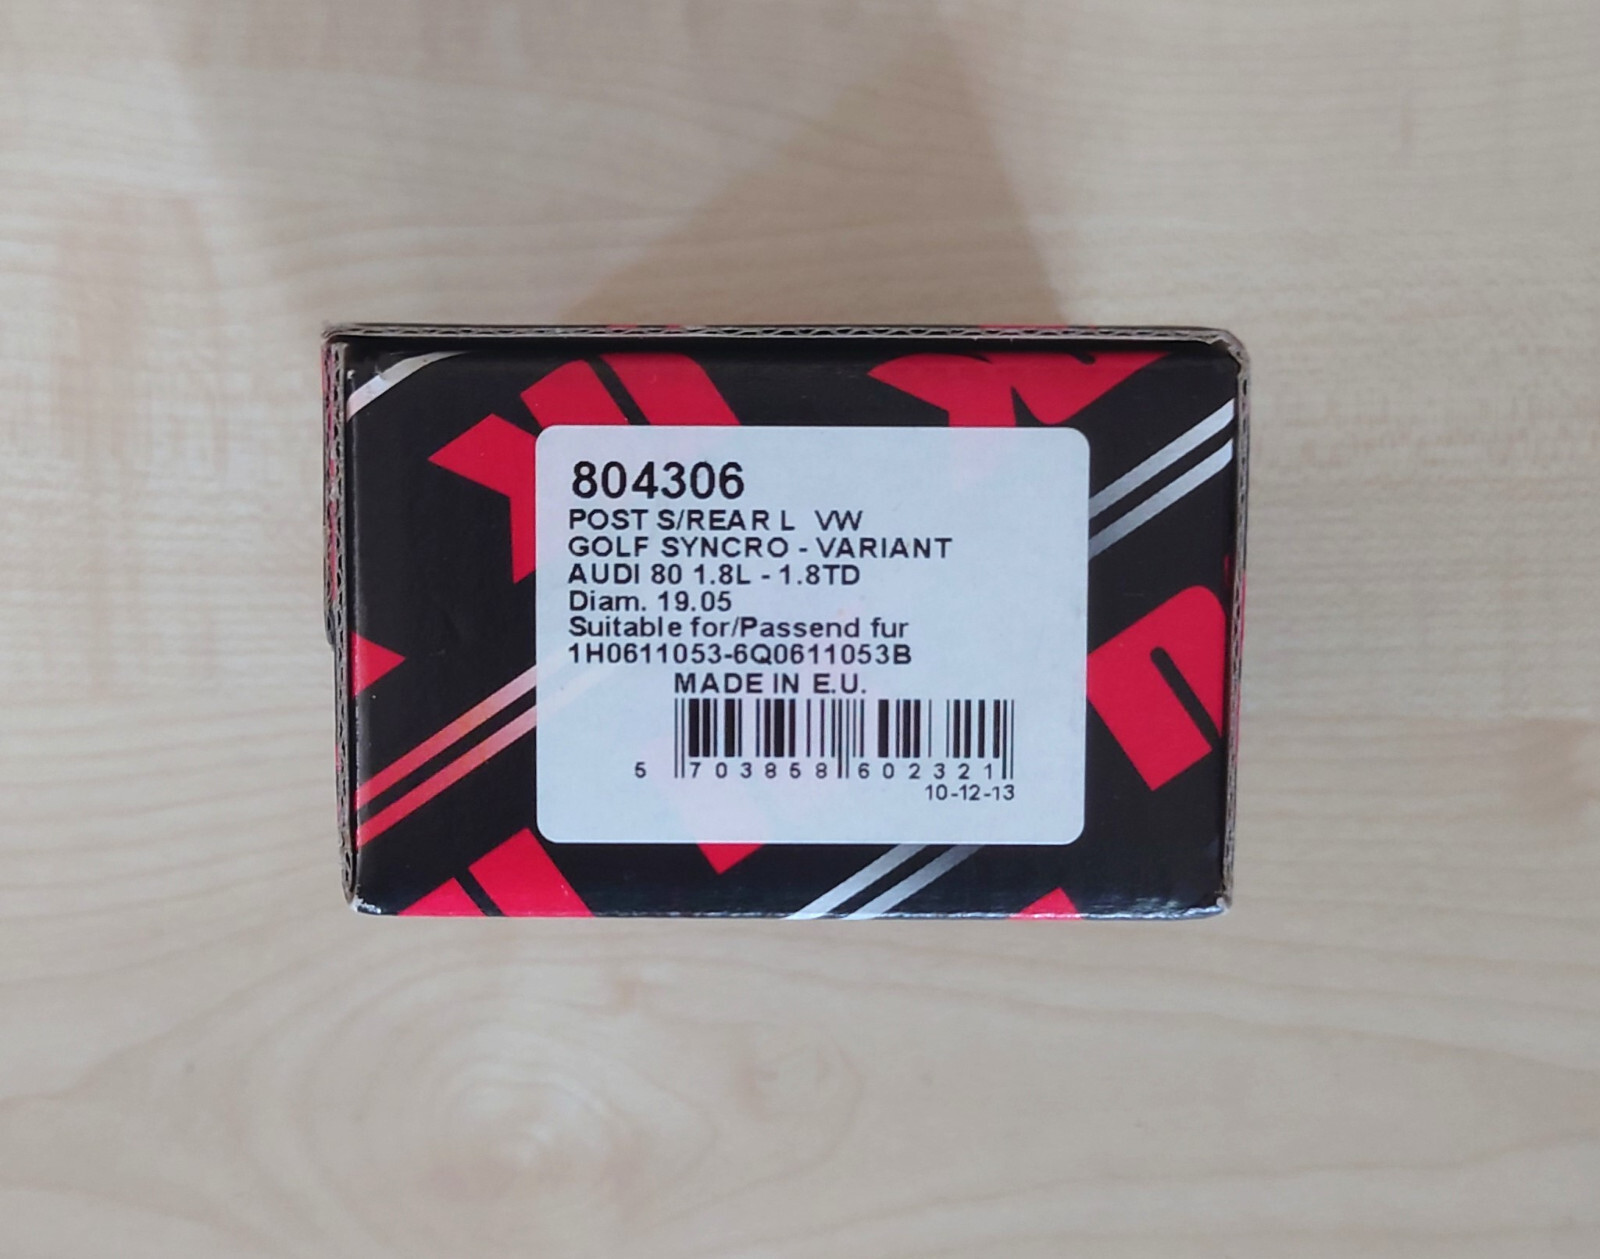 804306
POST S/REAR L VW
GOLF SYNCRO - VARIANT
AUDI 80 1.8L - 1.8TD
Diam. 19.05
Suitable for/Passend fur
1H0611053-6Q0611053B
MADE IN E.U.
5 703858 602321
10-12-13